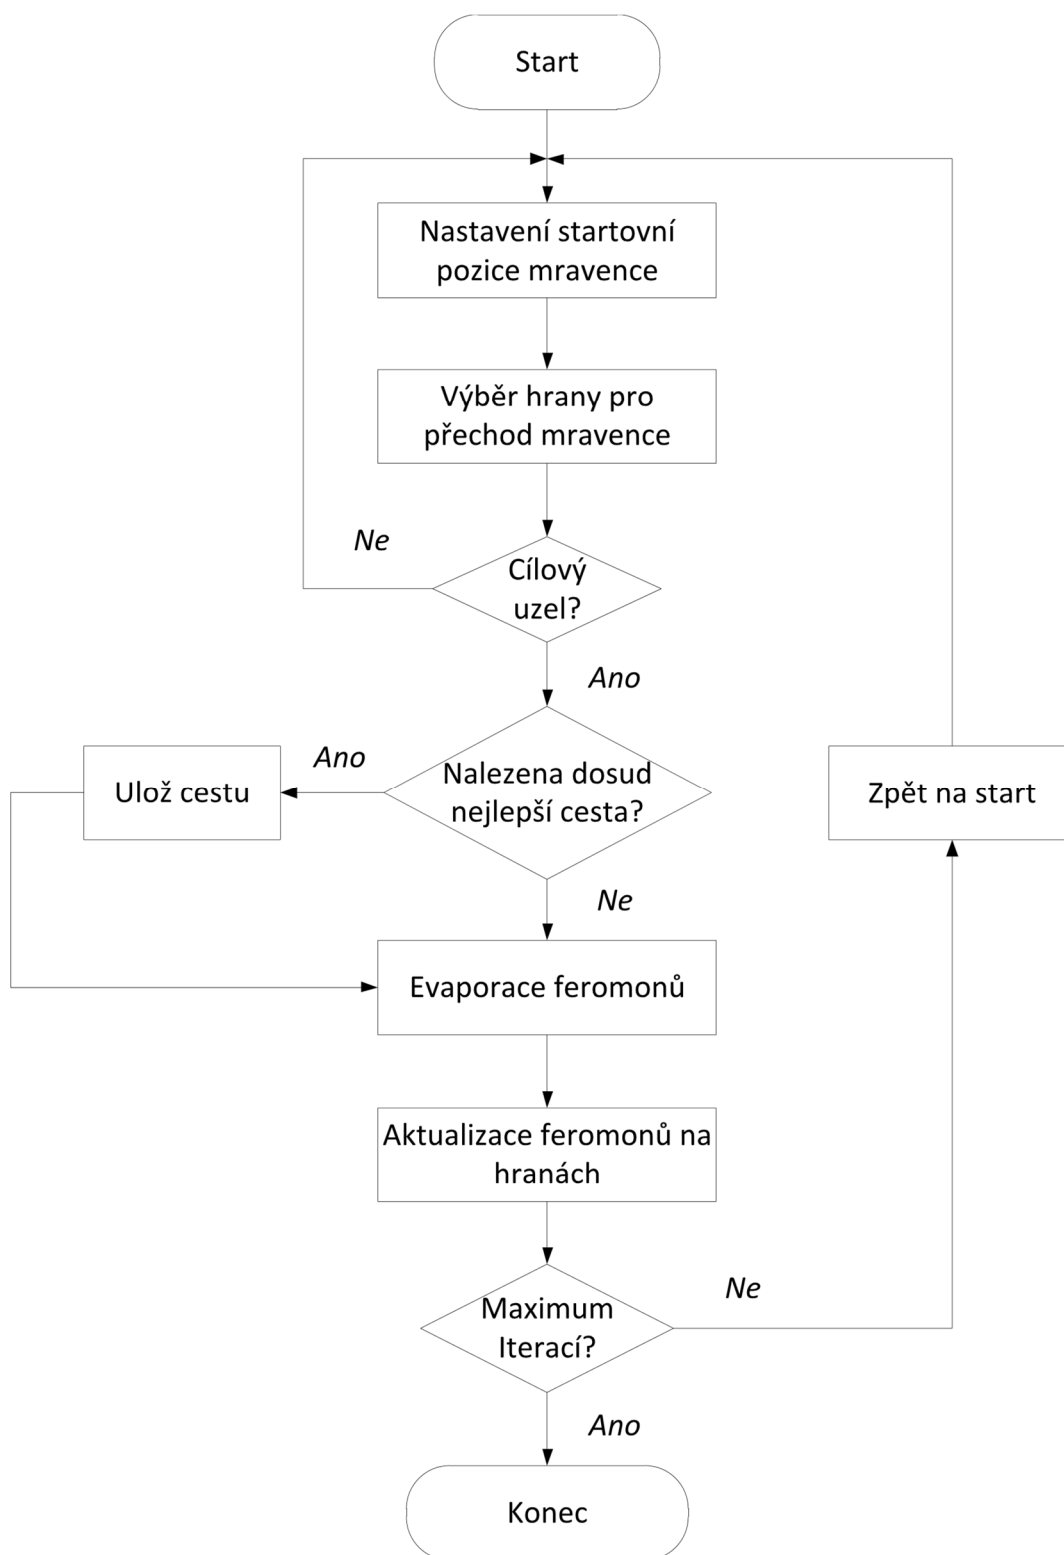 Start
Nastavení startovní
pozice mravence
Výběr hrany pro
přechod mravence
Ne
Cílový
uzel?
Ano
Ulož cestu
Ano
Nalezena dosud
nejlepší cesta?
Zpět na start
Ne
Evaporace feromonů
Aktualizace feromonů na
hranách
Maximum
Iterací?
Ne
Ano
Konec